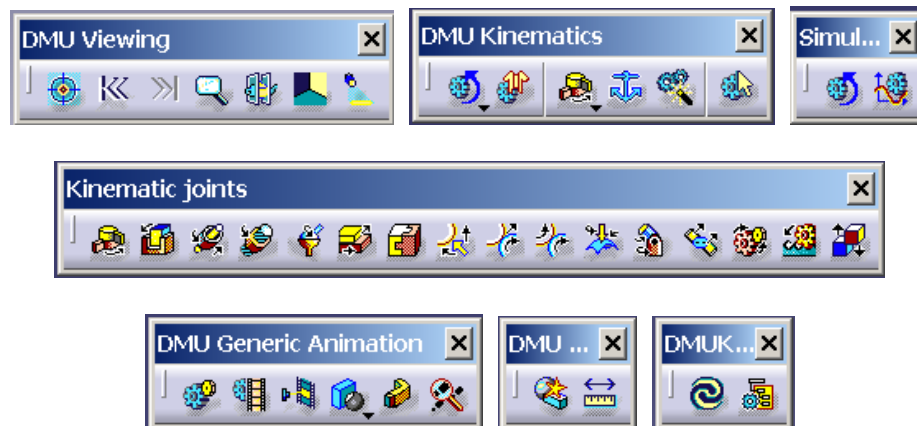 DMU Viewing
DMU Kinematics
Simul...
Kinematic joints
DMU Generic Animation
DMU ...
DMUK...